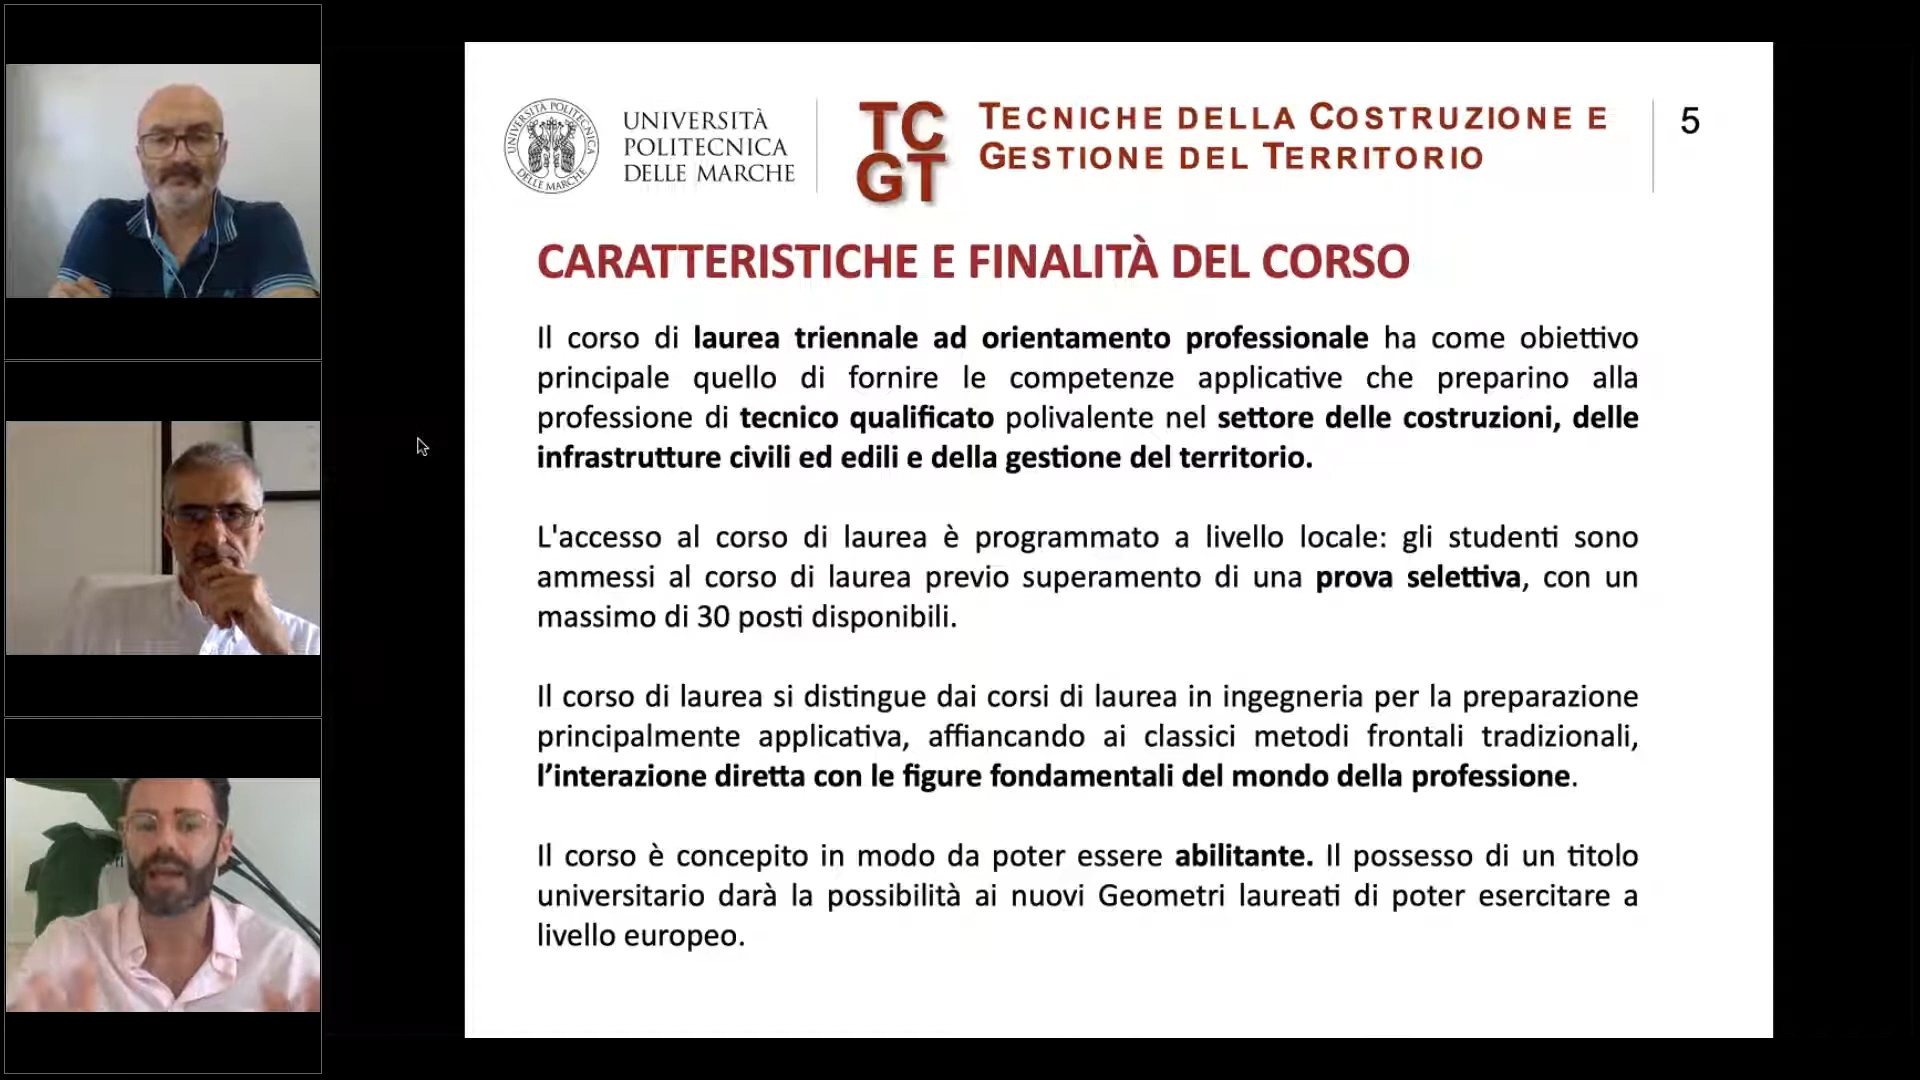 UNIVERSITÀ POLITECNICA
DELLE MARCHE
UNIVERSITÀ
POLITECNICA
DELLE MARCHE
TC
GT
TECNICHE DELLA COSTRUZIONE E
GESTIONE DEL TERRITORIO
5
CARATTERISTICHE E FINALITÀ DEL CORSO
Il corso di laurea triennale ad orientamento professionale ha come obiettivo
principale quello di fornire le competenze applicative che preparino alla
professione di tecnico qualificato polivalente nel settore delle costruzioni, delle
infrastrutture civili ed edili e della gestione del territorio.
L'accesso al corso di laurea è programmato a livello locale: gli studenti sono
ammessi al corso di laurea previo superamento di una prova selettiva, con un
massimo di 30 posti disponibili.
Il corso di laurea si distingue dai corsi di laurea in ingegneria per la preparazione
principalmente applicativa, affiancando ai classici metodi frontali tradizionali,
l’interazione diretta con le figure fondamentali del mondo della professione.
Il corso è concepito in modo da poter essere abilitante. Il possesso di un titolo
universitario darà la possibilità ai nuovi Geometri laureati di poter esercitare a
livello europeo.